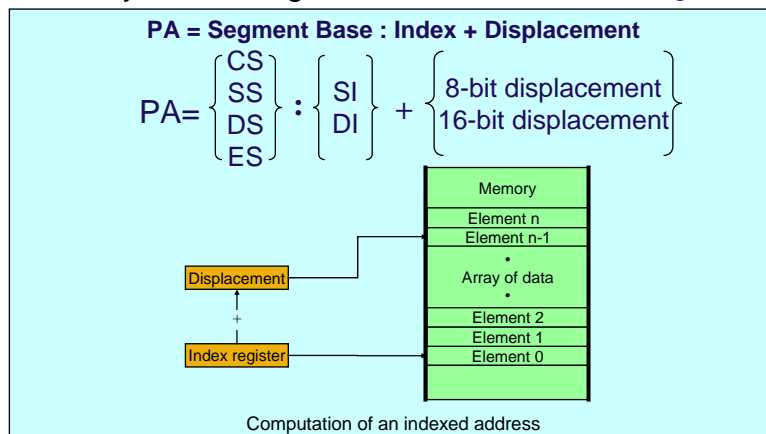 PA = Segment Base : Index + Displacement
PA= { CS SS DS ES } : { SI DI } + { 8-bit displacement 16-bit displacement }
Memory
Element n
Element n-1
•
Displacement
Array of data
•
+
Element 2
Element 1
Index register
Element 0
Computation of an indexed address